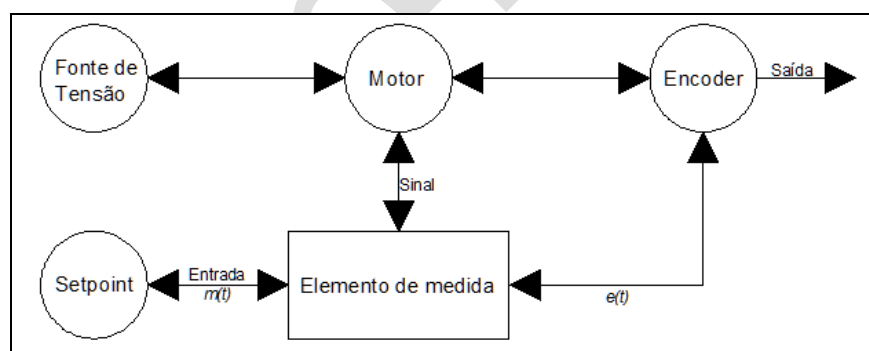 Fonte de
Tensão
Motor
Encoder
Saída
Sinal
Setpoint
Entrada
m(t)
Elemento de medida
e(t)